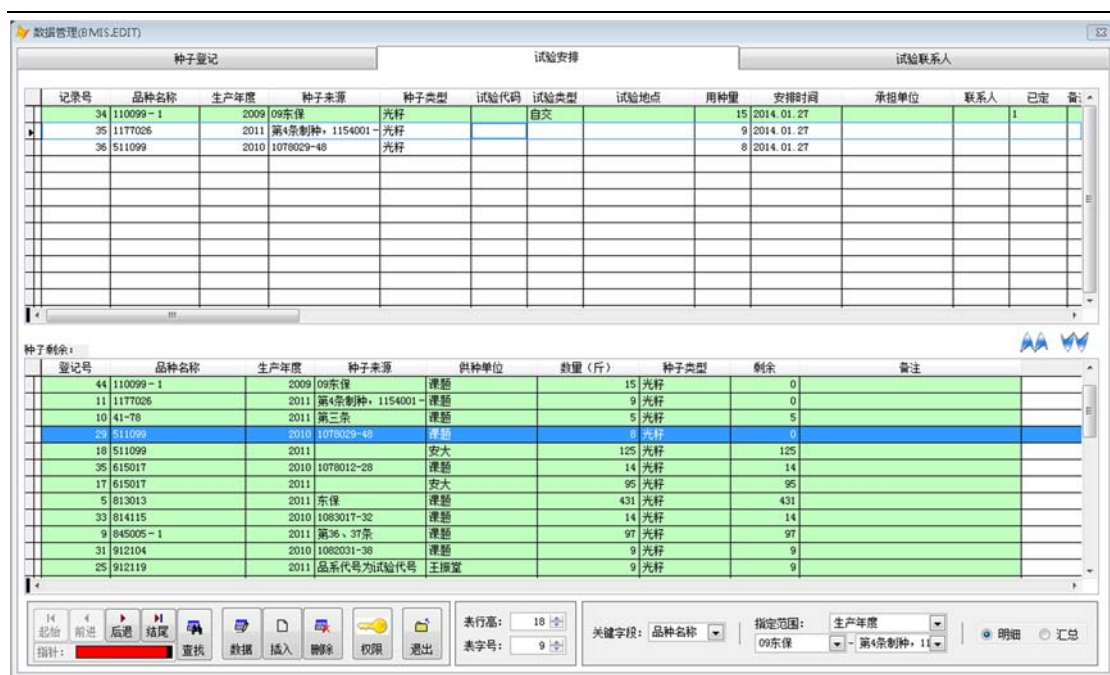 数据管理(BMIS.EDIT)
种子登记 试验安排 试验联系人
记录号 品种名称 生产年度 种子来源 种子类型 试验代码 试验类型 试验地点 用种量 安排时间 承担单位 联系人 已定 备注
34 110099-1 2009 09东保 光籽 自交 15 2014.01.27 1
35 1177026 2011 第4条制种，1154001- 光籽 9 2014.01.27
36 511099 2010 1078029-48 光籽 8 2014.01.27
种子剩余：
登记号 品种名称 生产年度 种子来源 供种单位 数量（斤） 种子类型 剩余 备注
44 110099-1 2009 09东保 课题 15 光籽 0
11 1177026 2011 第4条制种，1154001- 课题 9 光籽 0
10 41-78 2011 第三条 课题 5 光籽 5
29 511099 2010 1078029-48 课题 8 光籽 0
18 511099 2011 安大 125 光籽 125
35 615017 2010 1078012-28 课题 14 光籽 14
17 615017 2011 安大 95 光籽 95
5 813013 2011 东保 课题 431 光籽 431
33 814115 2010 1083017-32 课题 14 光籽 14
9 845005-1 2011 第36、37条 课题 97 光籽 97
31 912104 2010 1082031-38 课题 9 光籽 9
25 912119 2011 品系代号为试验代号 王振堂 9 光籽 9
起始 前进 后退 结尾 查找 数据 插入 删除 权限 退出
指针：
表行高： 18
表字号： 9
关键字段： 品种名称
指定范围： 生产年度
09东保 - 第4条制种，11
明细 汇总